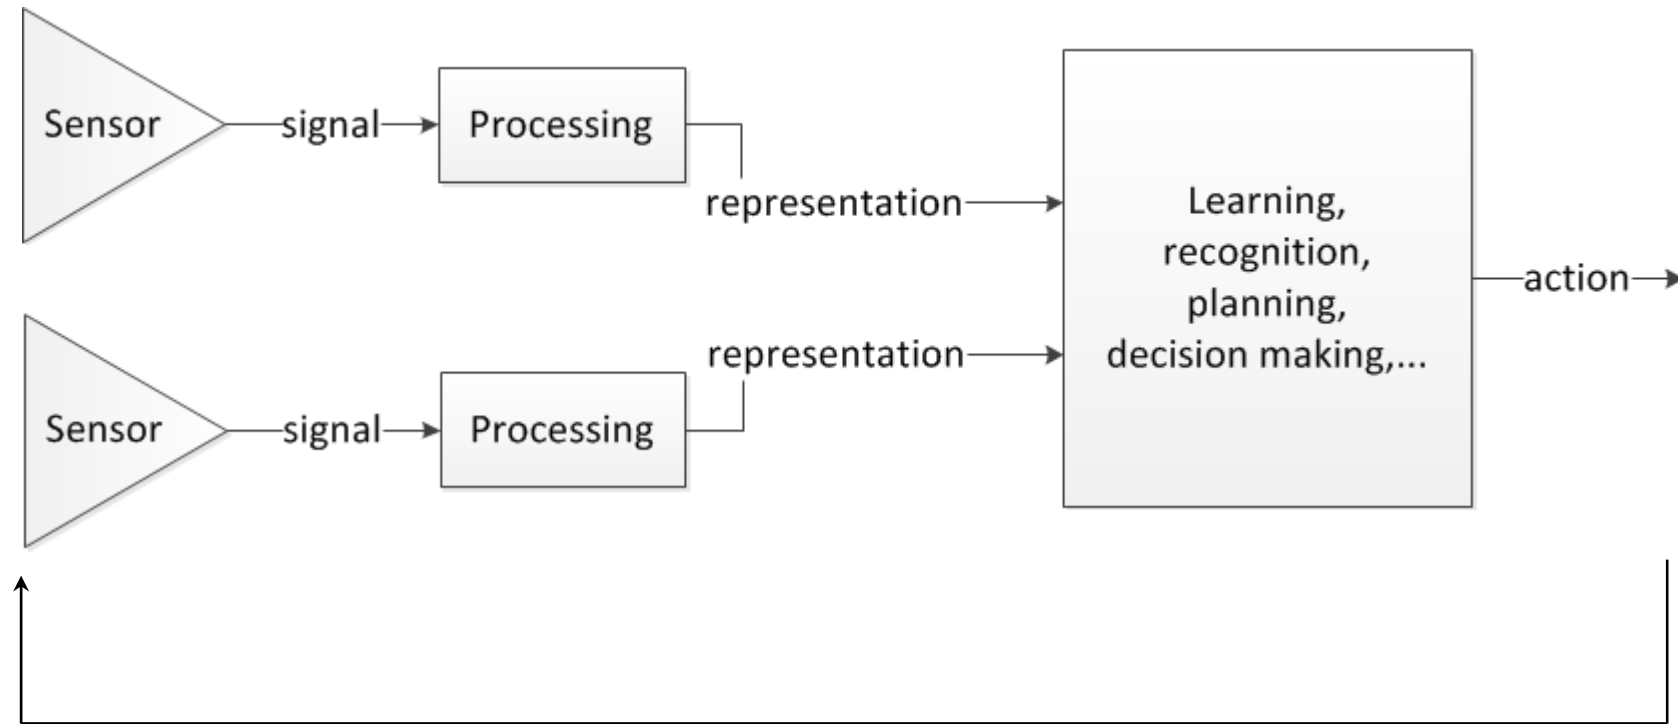 Sensor
signal
Processing
representation
Learning,
recognition,
planning,
decision making,...
action
representation
Sensor
signal
Processing